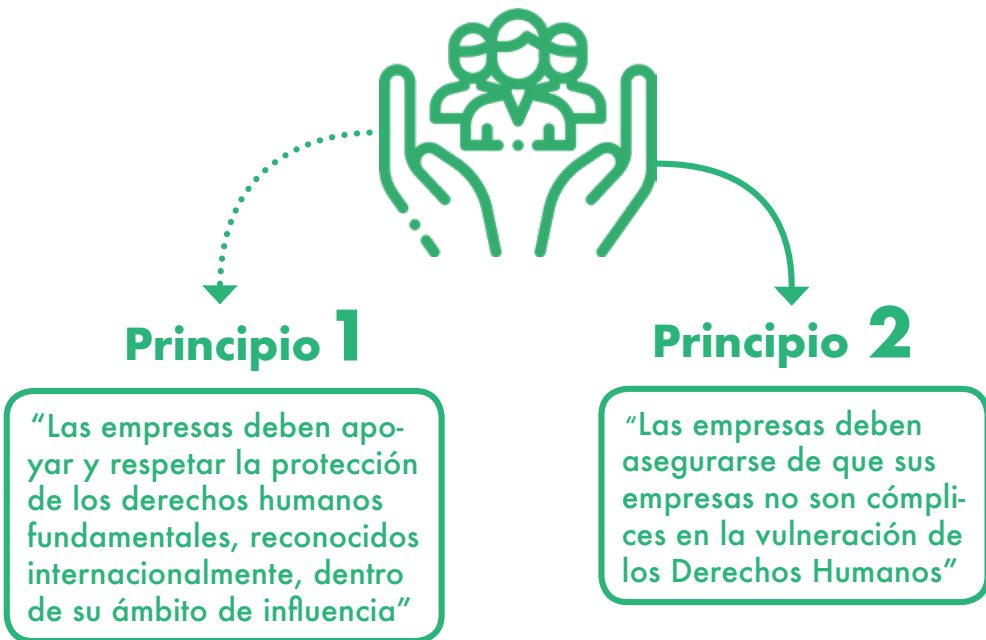 Principio 1
"Las empresas deben apo-
yar y respetar la protección
de los derechos humanos
fundamentales, reconocidos
internacionalmente, dentro
de su ámbito de influencia"
Principio 2
"Las empresas deben
asegurarse de que sus
empresas no son cómpli-
ces en la vulneración de
los Derechos Humanos"